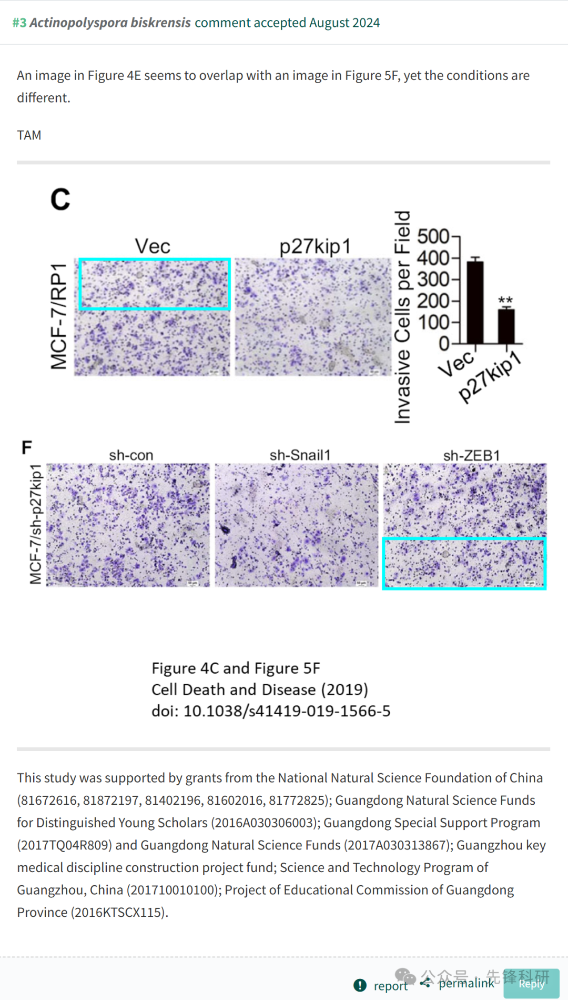 #3 Actinopolyspora biskrensis comment accepted August 2024
An image in Figure 4E seems to overlap with an image in Figure 5F, yet the conditions are
different.
TAM
C
Vec
p27kip1
MCF-7/RP1
Invasive Cells per Field
500
400
300
200
100
0
**
Vec
p27kip1
F
sh-con
sh-Snail1
sh-ZEB1
MCF-7/sh-p27kip1
50 μm
50 μm
50 μm
Figure 4C and Figure 5F
Cell Death and Disease (2019)
doi: 10.1038/s41419-019-1566-5
This study was supported by grants from the National Natural Science Foundation of China
(81672616, 81872197, 81402196, 81602016, 81772825); Guangdong Natural Science Funds
for Distinguished Young Scholars (2016A030306003); Guangdong Special Support Program
(2017TQ04R809) and Guangdong Natural Science Funds (2017A030313867); Guangzhou key
medical discipline construction project fund; Science and Technology Program of
Guangzhou, China (201710010100); Project of Educational Commission of Guangdong
Province (2016KTSCX115).
公众号 · 先锋科研
report permalink Reply